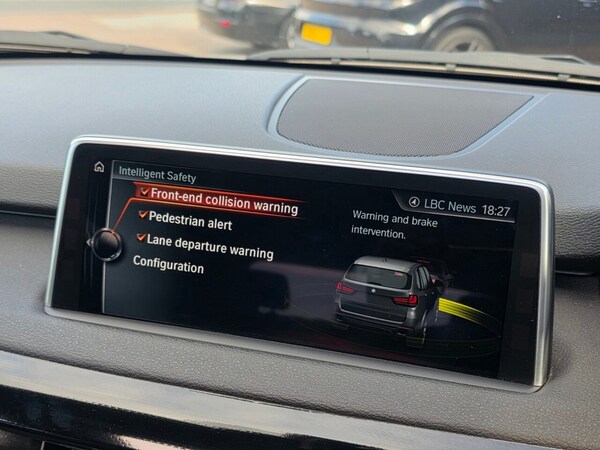 Intelligent Safety
LBC News 18:27
Front-end collision warning
Pedestrian alert
Lane departure warning
Configuration
Warning and brake
intervention.